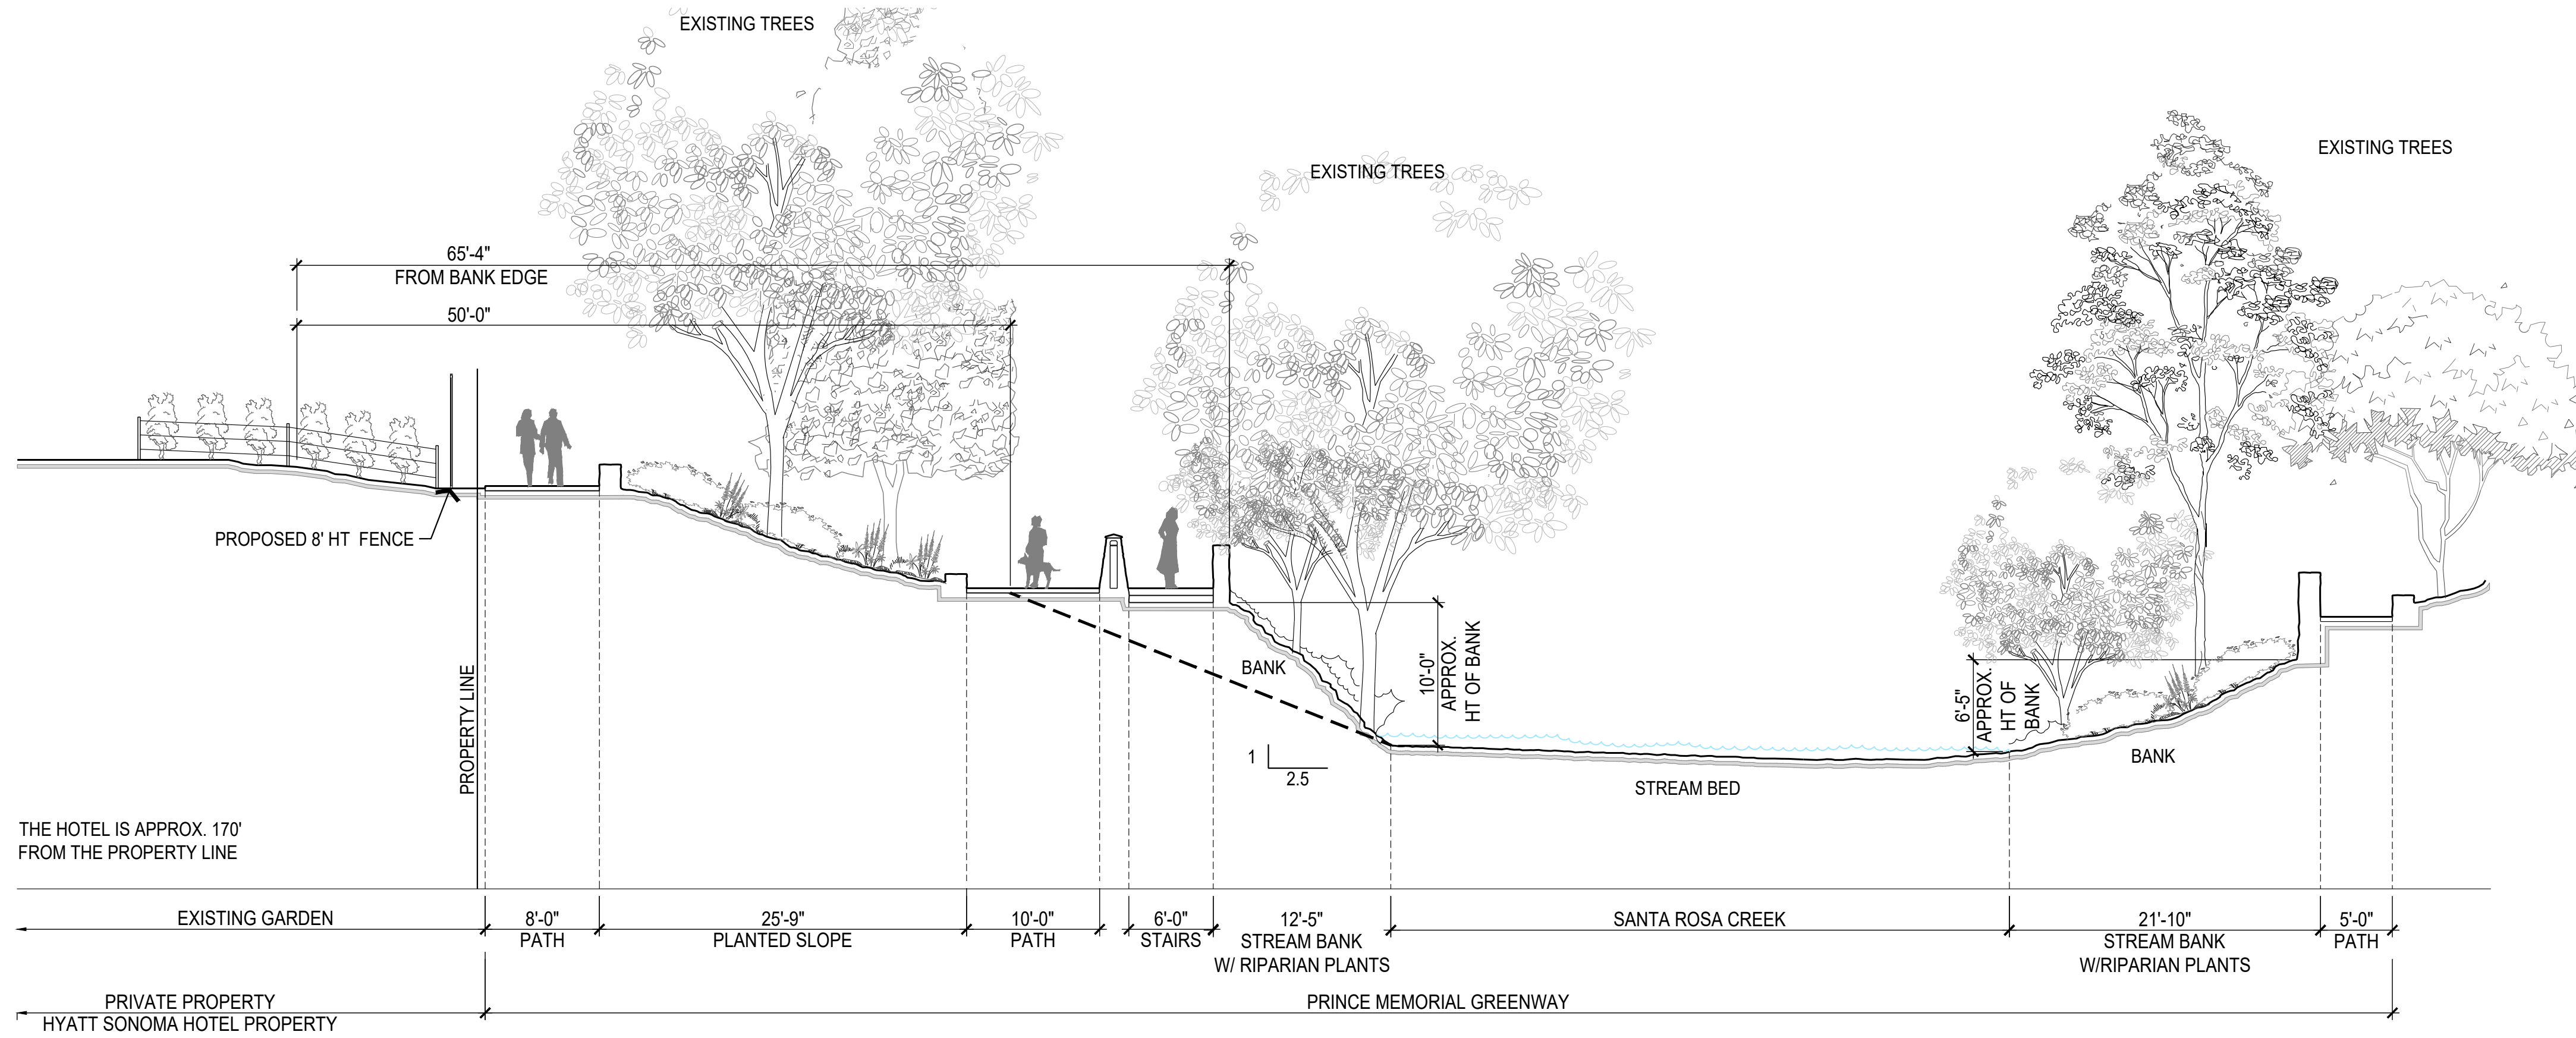 EXISTING TREES
EXISTING TREES
EXISTING TREES
65'-4"
FROM BANK EDGE
50'-0"
PROPOSED 8' HT  FENCE
PROPERTY LINE
BANK
10'-0"
APPROX.
HT OF BANK
1
2.5
STREAM BED
6'-5"
APPROX.
HT OF
BANK
BANK
THE HOTEL IS APPROX. 170'
FROM THE PROPERTY LINE
EXISTING GARDEN
8'-0"
PATH
25'-9"
PLANTED SLOPE
10'-0"
PATH
6'-0"
STAIRS
12'-5"
STREAM BANK
W/ RIPARIAN PLANTS
SANTA ROSA CREEK
21'-10"
STREAM BANK
W/RIPARIAN PLANTS
5'-0"
PATH
PRIVATE PROPERTY
HYATT SONOMA HOTEL PROPERTY
PRINCE MEMORIAL GREENWAY